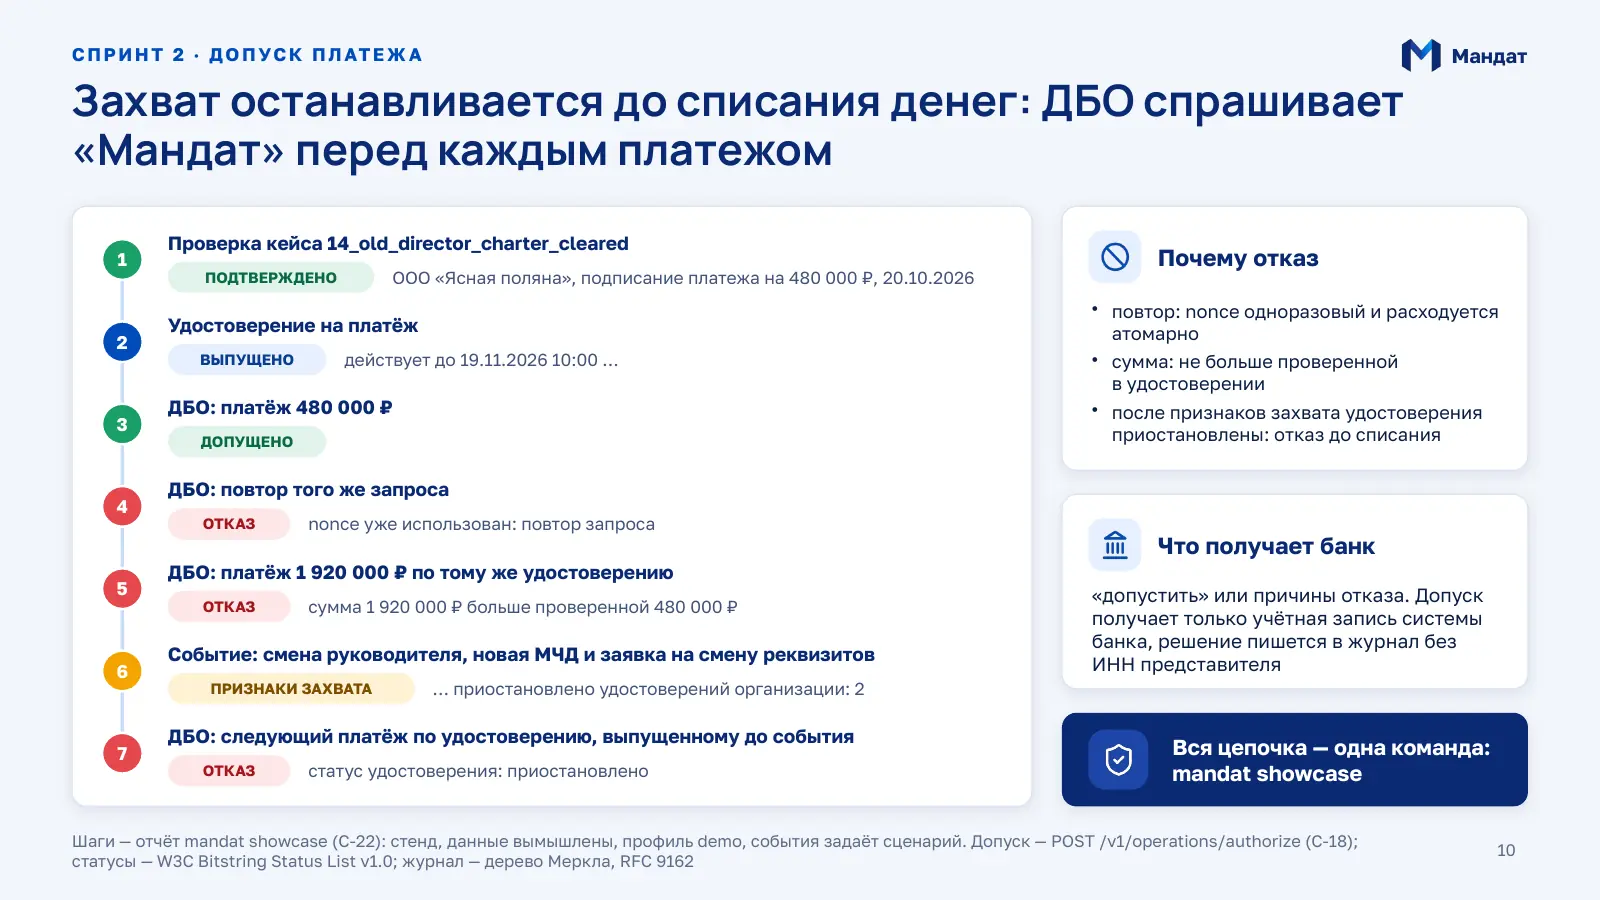 СПРИНТ 2 · ДОПУСК ПЛАТЕЖА
Мандат
Захват останавливается до списания денег: ДБО спрашивает
«Мандат» перед каждым платежом
1
Проверка кейса 14_old_director_charter_cleared
ПОДТВЕРЖДЕНО
ООО «Ясная поляна», подписание платежа на 480 000 ₽, 20.10.2026
2
Удостоверение на платёж
ВЫПУЩЕНО
действует до 19.11.2026 10:00 …
3
ДБО: платёж 480 000 ₽
ДОПУЩЕНО
4
ДБО: повтор того же запроса
ОТКАЗ
nonce уже использован: повтор запроса
5
ДБО: платёж 1 920 000 ₽ по тому же удостоверению
ОТКАЗ
сумма 1 920 000 ₽ больше проверенной 480 000 ₽
6
Событие: смена руководителя, новая МЧД и заявка на смену реквизитов
ПРИЗНАКИ ЗАХВАТА
… приостановлено удостоверений организации: 2
7
ДБО: следующий платёж по удостоверению, выпущенному до события
ОТКАЗ
статус удостоверения: приостановлено
Почему отказ
• повтор: nonce одноразовый и расходуется
атомарно
• сумма: не больше проверенной
в удостоверении
• после признаков захвата удостоверения
приостановлены: отказ до списания
Что получает банк
«допустить» или причины отказа. Допуск
получает только учётная запись системы
банка, решение пишется в журнал без
ИНН представителя
Вся цепочка — одна команда:
mandat showcase
Шаги — отчёт mandat showcase (С-22): стенд, данные вымышлены, профиль demo, события задаёт сценарий. Допуск — POST /v1/operations/authorize (С-18);
статусы — W3C Bitstring Status List v1.0; журнал — дерево Меркла, RFC 9162
10